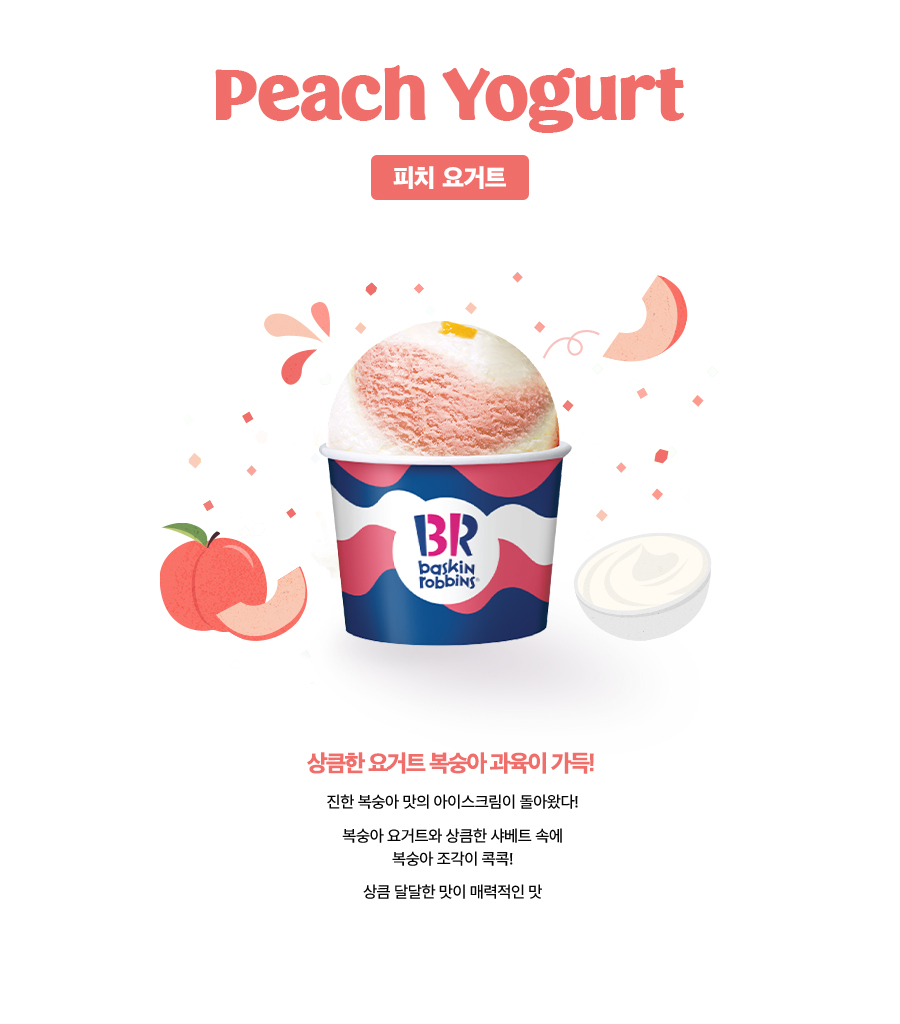 Peach Yogurt
피치 요거트
BR
baskin
robbins®
상큼한 요거트 복숭아 과육이 가득!
진한 복숭아 맛의 아이스크림이 돌아왔다!
복숭아 요거트와 상큼한 샤베트 속에
복숭아 조각이 콕콕!
상큼 달달한 맛이 매력적인 맛